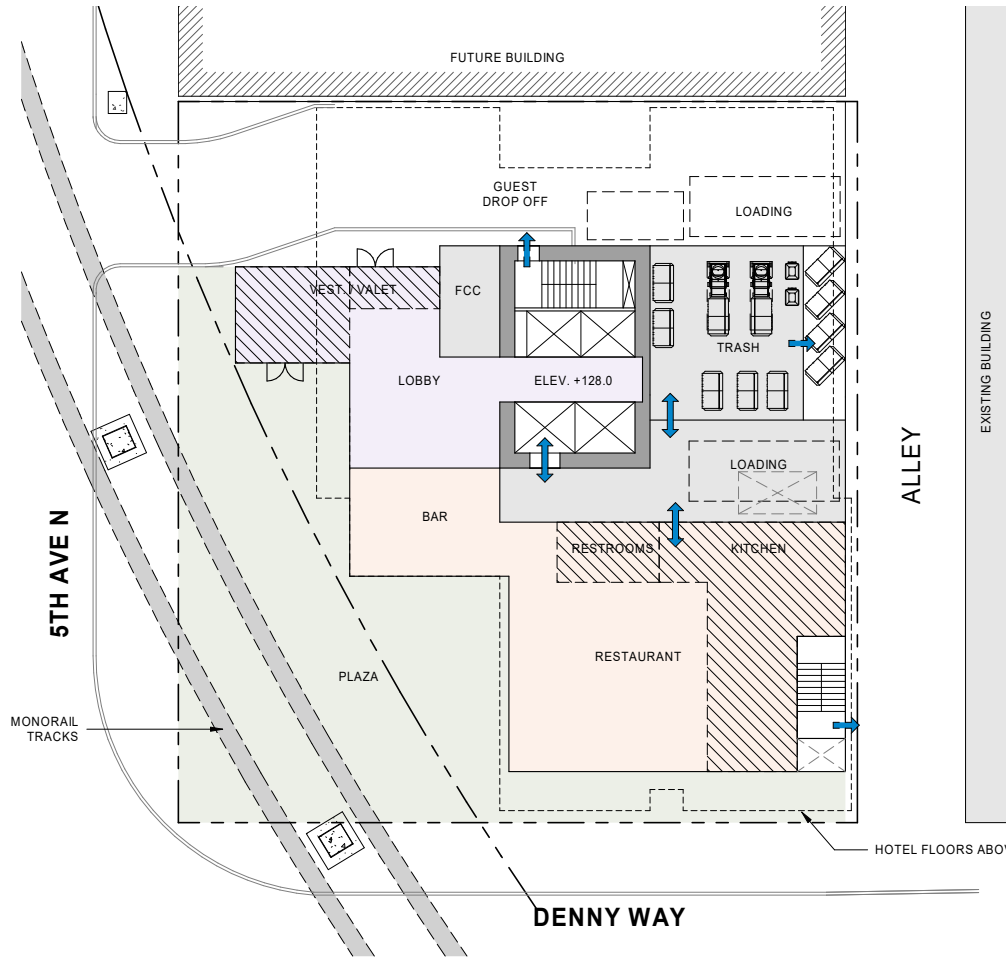 FUTURE BUILDING
GUEST
DROP OFF
LOADING
VEST. / VALET
FCC
TRASH
LOBBY
ELEV. +128.0
EXISTING BUILDING
ALLEY
LOADING
BAR
RESTROOMS
KITCHEN
5TH AVE N
RESTAURANT
PLAZA
MONORAIL
TRACKS
HOTEL FLOORS ABOV
DENNY WAY